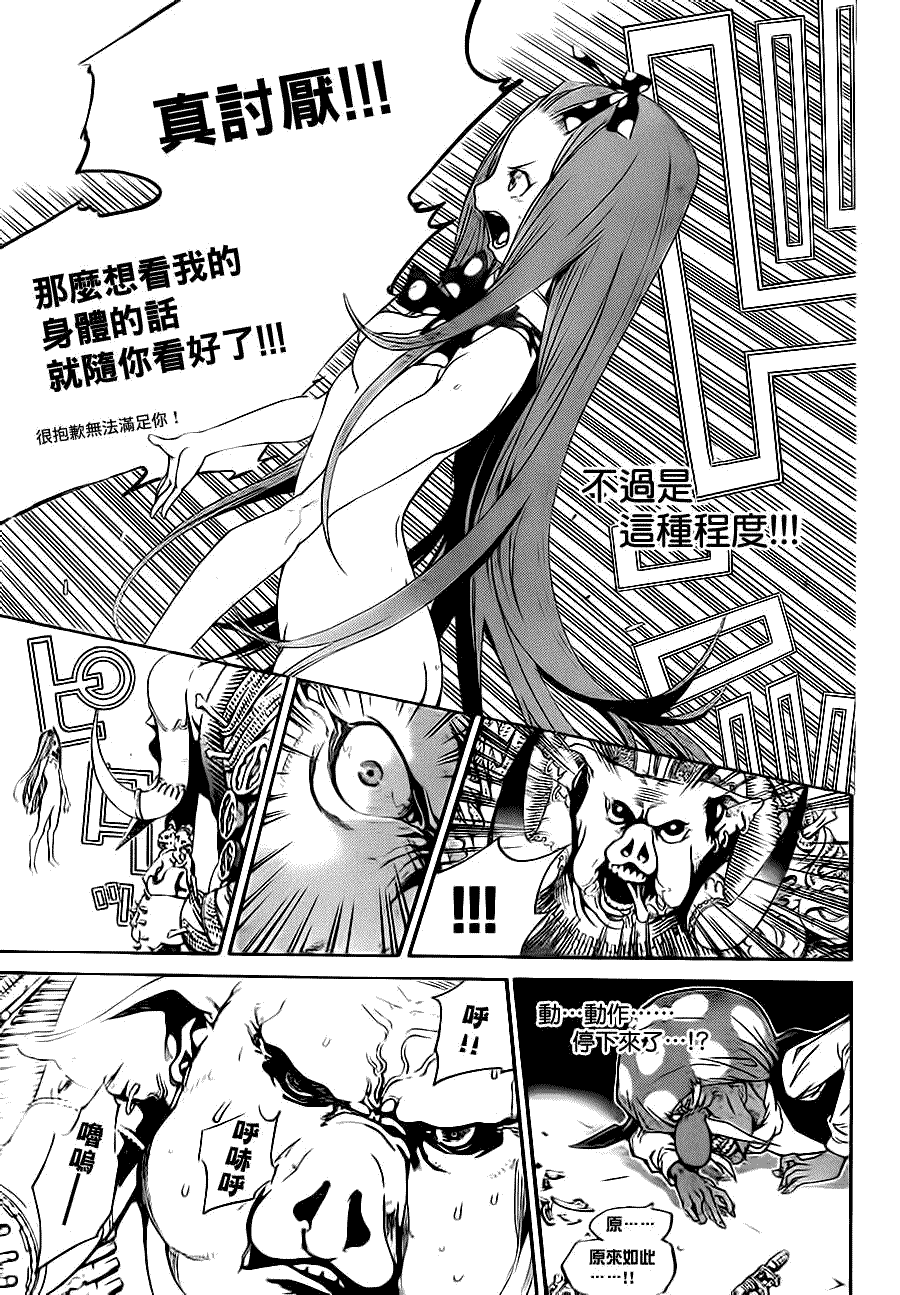 真討厭!!!
那麼想看我的
身體的話
就隨你看好了!!!
很抱歉無法滿足你！
不過是
這種程度!!!
!!!
動…動作……
停下來了…!?
原……
原來如此
……!!
呼
!!
呼哧呼
嚕嗚——